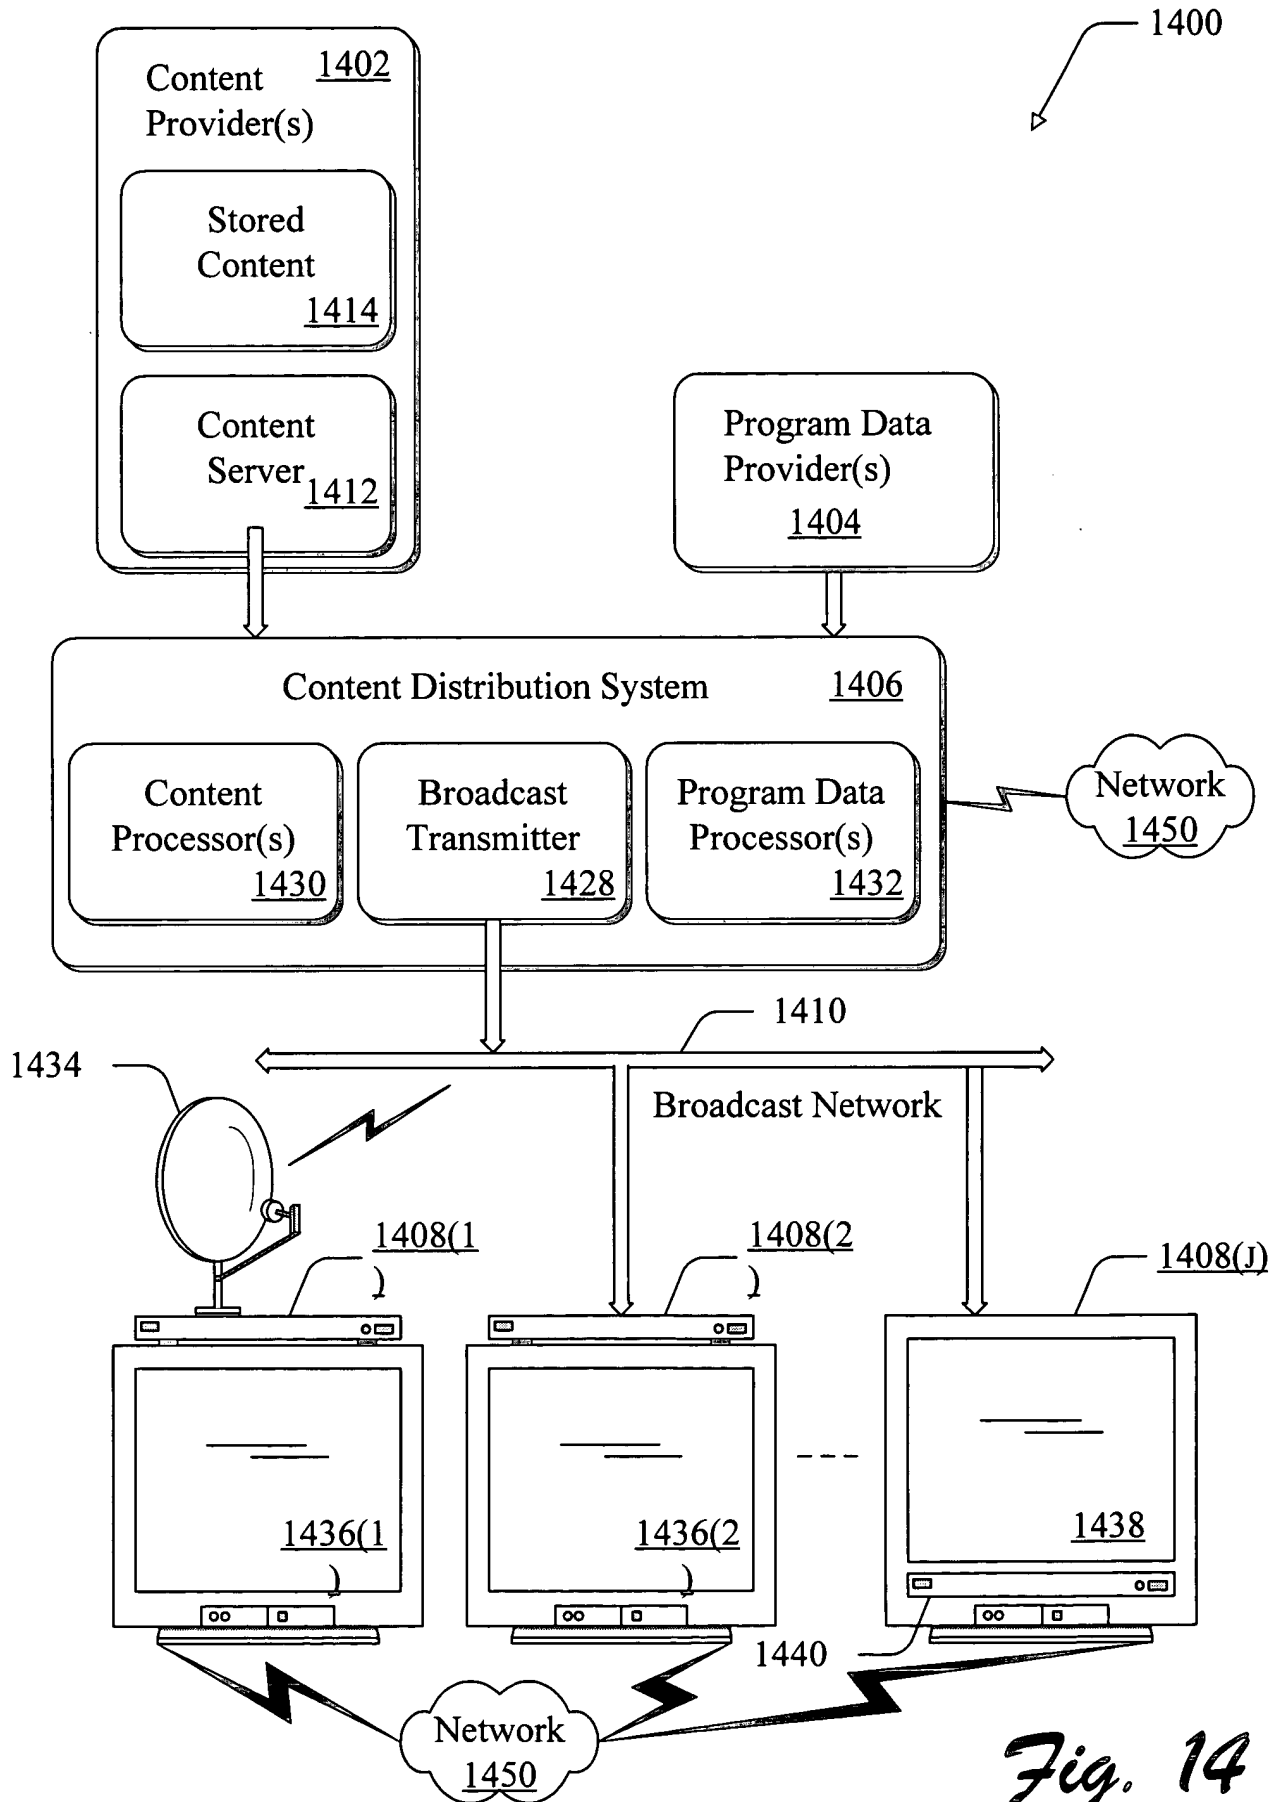 1400
1402
Content
Provider(s)
Stored
Content
1414
Content
Server
1412
Program Data
Provider(s)
1404
Content Distribution System
1406
Content
Processor(s)
1430
Broadcast
Transmitter
1428
Program Data
Processor(s)
1432
Network
1450
1410
1434
Broadcast Network
1408(1
)
1408(2
)
1408(J)
1436(1
)
1436(2
)
1438
1440
Network
1450
Fig. 14